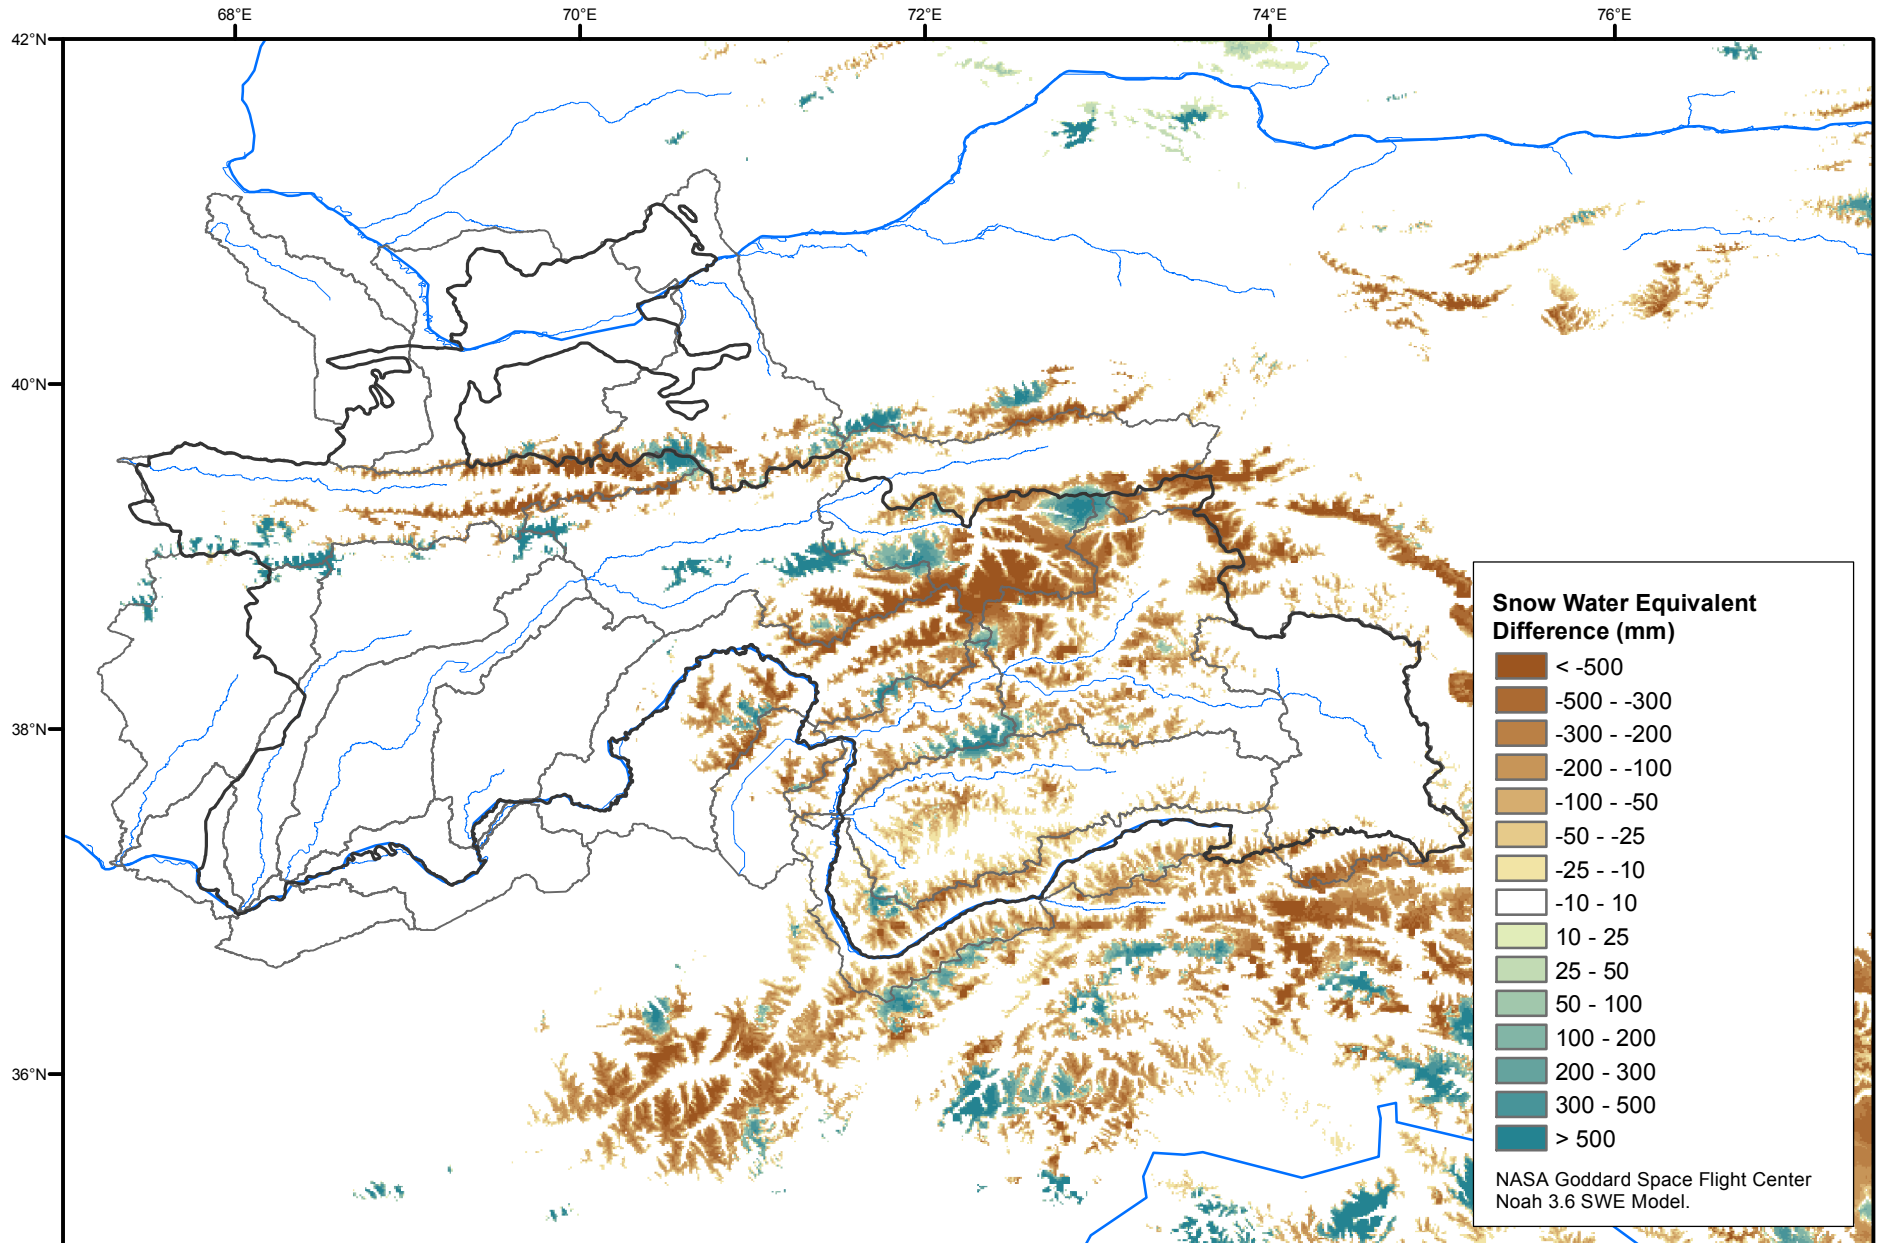 68°E
70°E
72°E
74°E
76°E
42°N
40°N
38°N
36°N
Snow Water Equivalent
Difference (mm)
< -500
-500 - -300
-300 - -200
-200 - -100
-100 - -50
-50 - -25
-25 - -10
-10 - 10
10 - 25
25 - 50
50 - 100
100 - 200
200 - 300
300 - 500
> 500
NASA Goddard Space Flight Center
Noah 3.6 SWE Model.